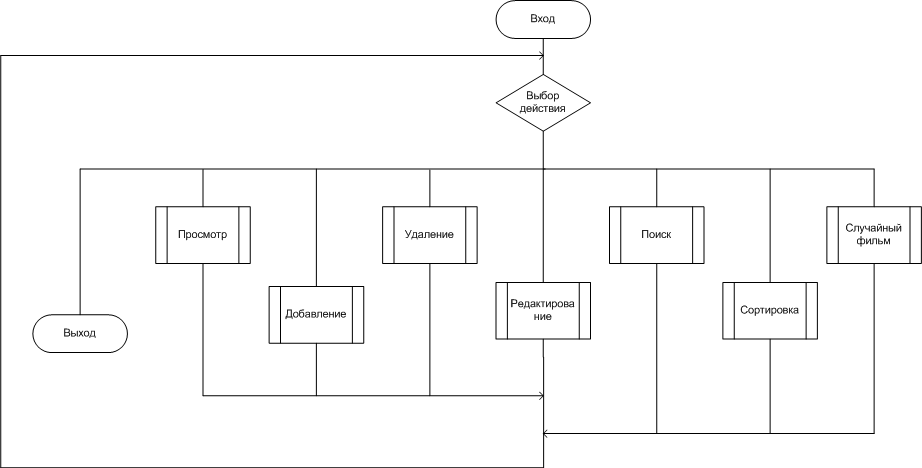 Вход
Выбор
действия
Просмотр
Удаление
Поиск
Случайный
фильм
Добавление
Редактирова
ние
Сортировка
Выход